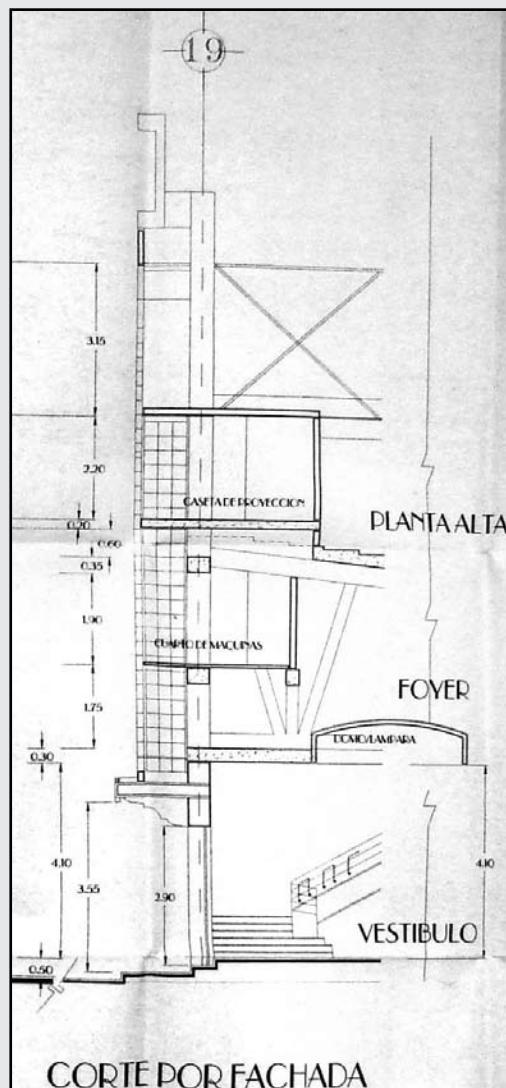 19
3.15
2.20
CASETA DE PROYECCION
0.20
PLANTA ALTA
0.60
0.35
1.90
CUARTO DE MAQUINAS
1.75
FOYER
DOMO/LAMPARA
0.30
4.10
3.55
2.90
4.10
VESTIBULO
0.50
CORTE POR FACHADA